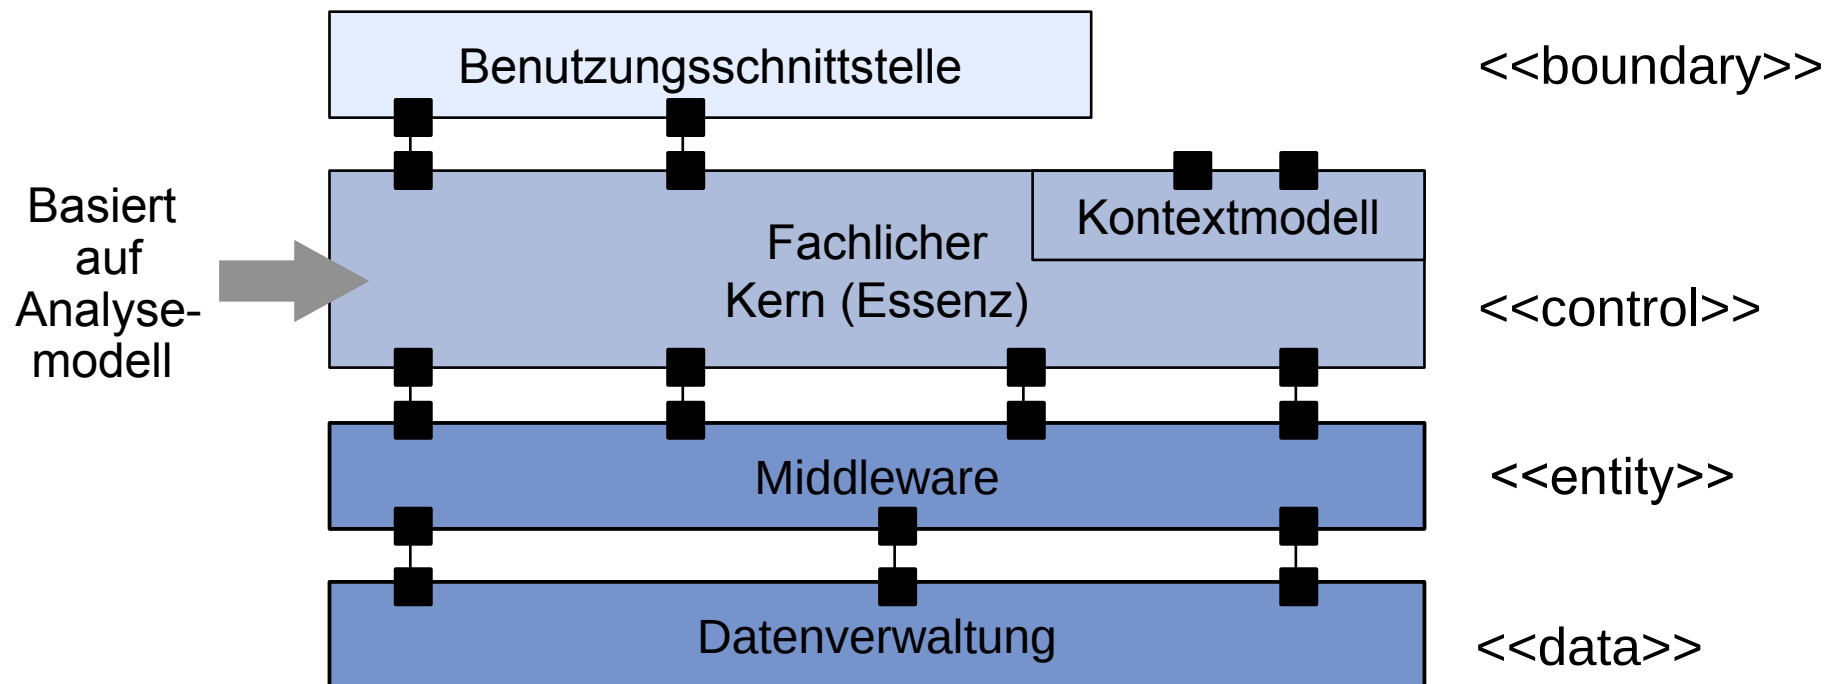 Benutzungsschnittstelle
<<boundary>>
Basiert
auf
Analyse-
modell
Kontextmodell
Fachlicher
Kern (Essenz)
<<control>>
Middleware
<<entity>>
Datenverwaltung
<<data>>